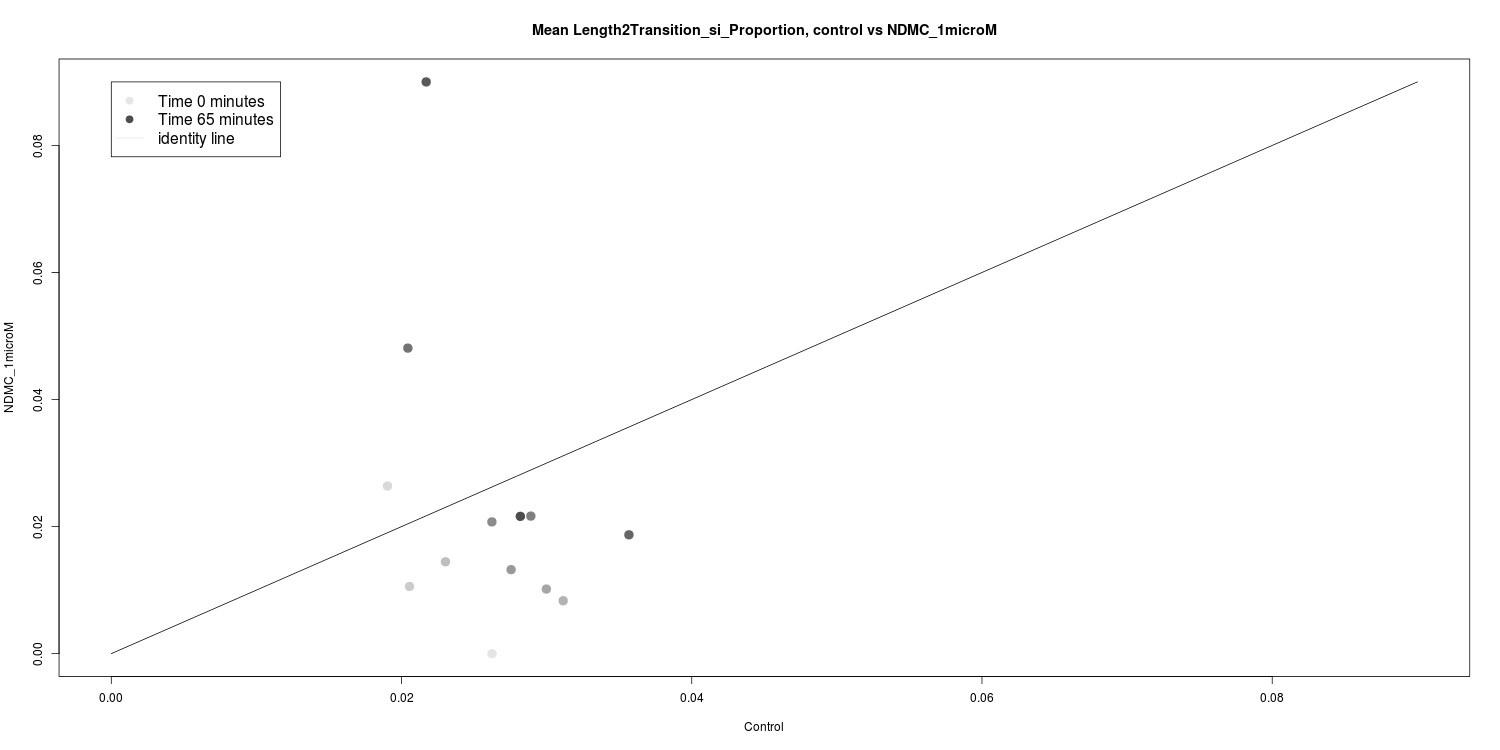 Mean Length2Transition_si_Proportion, control vs NDMC_1microM
Time 0 minutes
Time 65 minutes
identity line
NDMC_1microM
0.08
0.06
0.04
0.02
0.00
0.00
0.02
0.04
0.06
0.08
Control